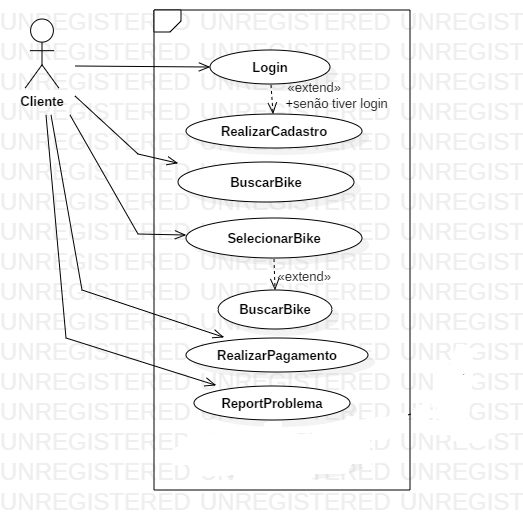 UNREGISTERED UNREGISTERED UNREGIST
Cliente
Login
«extend»
+senão tiver login
RealizarCadastro
BuscarBike
SelecionarBike
«extend»
BuscarBike
RealizarPagamento
ReportProblema